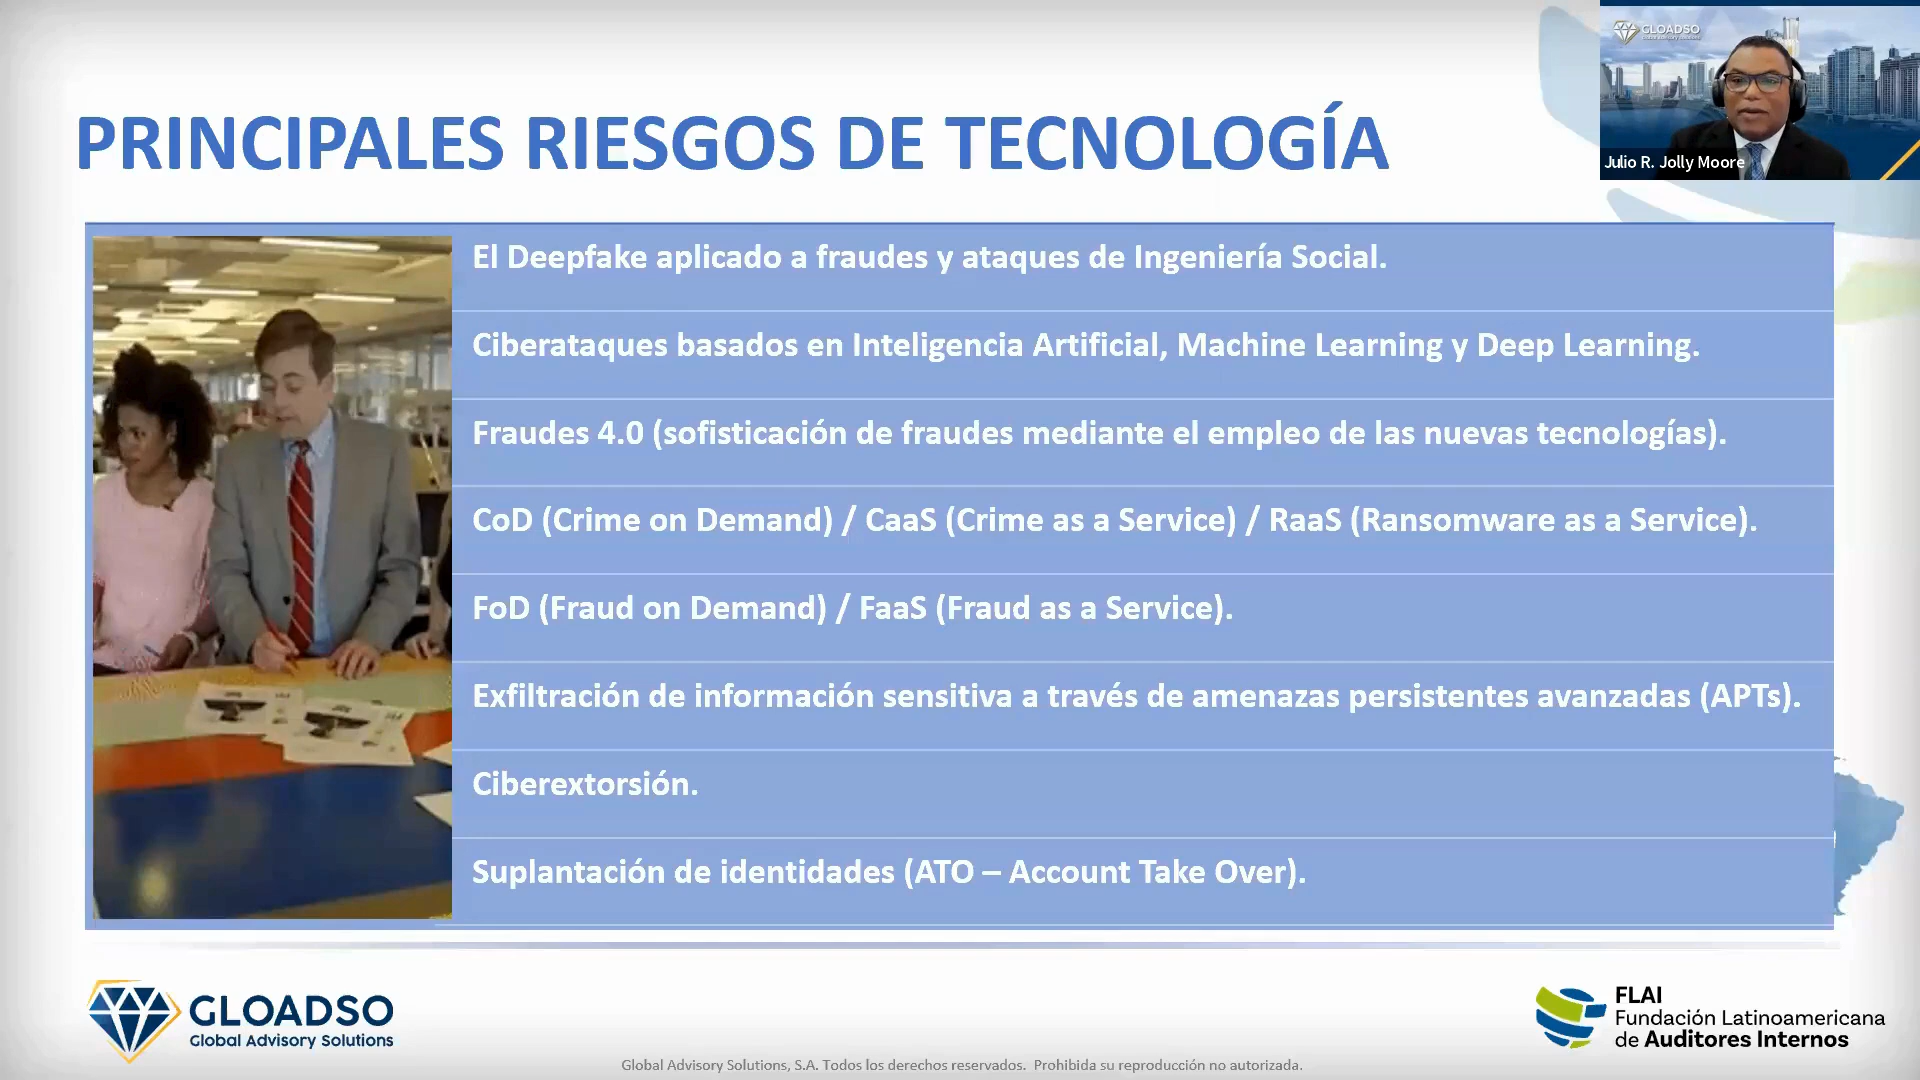 GLOADSO
Julio R. Jolly Moore
PRINCIPALES RIESGOS DE TECNOLOGÍA
El Deepfake aplicado a fraudes y ataques de Ingeniería Social.
Ciberataques basados en Inteligencia Artificial, Machine Learning y Deep Learning.
Fraudes 4.0 (sofisticación de fraudes mediante el empleo de las nuevas tecnologías).
CoD (Crime on Demand) / CaaS (Crime as a Service) / RaaS (Ransomware as a Service).
FoD (Fraud on Demand) / FaaS (Fraud as a Service).
Exfiltración de información sensitiva a través de amenazas persistentes avanzadas (APTs).
Ciberextorsión.
Suplantación de identidades (ATO – Account Take Over).
GLOADSO
Global Advisory Solutions
FLAI
Fundación Latinoamericana
de Auditores Internos
Global Advisory Solutions, S.A. Todos los derechos reservados. Prohibida su reproducción no autorizada.